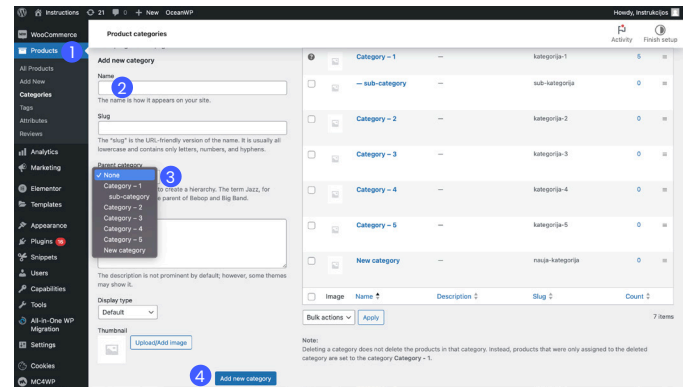 Instructions 21 0 + New OceanWP Howdy, Instrukcijos
WooCommerce
Products
All Products
Add New
Categories
Tags
Attributes
Reviews
Analytics
Marketing
Elementor
Templates
Appearance
Plugins 16
Snippets
Users
Capabilities
Tools
All-in-One WP
Migration
Settings
Cookies
MC4WP
Product categories
Activity Finish setup
1
Add new category
Name
2
The name is how it appears on your site.
Slug
The "slug" is the URL-friendly version of the name. It is usually all
lowercase and contains only letters, numbers, and hyphens.
Parent category
✓ None
3
Category – 1
sub-category
Category – 2
Category – 3
Category – 4
Category – 5
New category
to create a hierarchy. The term Jazz, for
e parent of Bebop and Big Band.
The description is not prominent by default; however, some themes
may show it.
Display type
Default
Thumbnail
Upload/Add image
4
Add new category
Category – 1 — kategorija-1 5
— sub-category — sub-kategorija 0
Category – 2 — kategorija-2 0
Category – 3 — kategorija-3 0
Category – 4 — kategorija-4 0
Category – 5 — kategorija-5 0
New category — nauja-kategorija 0
Image Name Description Slug Count
Bulk actions Apply 7 items
Note:
Deleting a category does not delete the products in that category. Instead, products that were only assigned to the deleted
category are set to the category Category - 1.